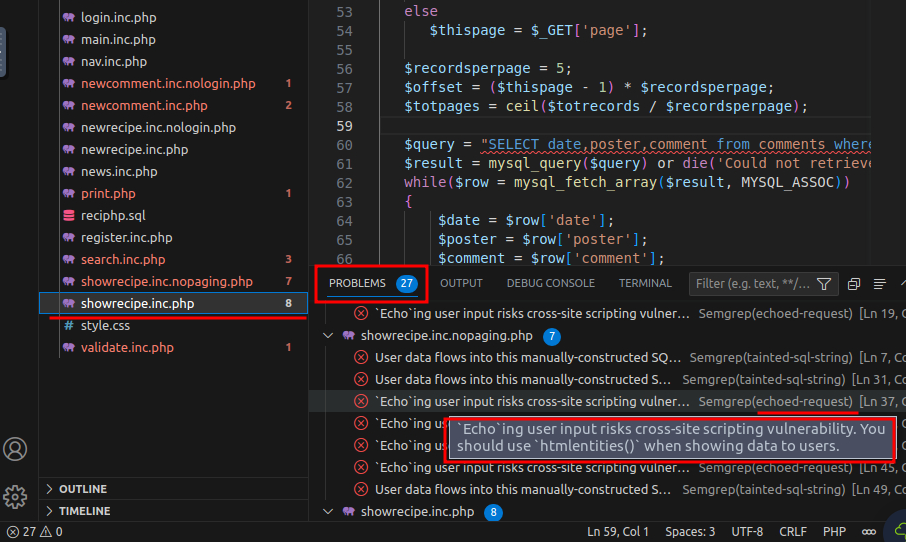 login.inc.php
main.inc.php
nav.inc.php
newcomment.inc.nologin.php 1
newcomment.inc.php 2
newrecipe.inc.nologin.php
newrecipe.inc.php
news.inc.php
print.php 1
reciphp.sql
register.inc.php
search.inc.php 3
showrecipe.inc.nopaging.php 7
showrecipe.inc.php 8
# style.css
validate.inc.php 1
OUTLINE
TIMELINE
53 else
54 $thispage = $_GET['page'];
55
56 $recordsperpage = 5;
57 $offset = ($thispage - 1) * $recordsperpage;
58 $totpages = ceil($totrecords / $recordsperpage);
59
60 $query = "SELECT date,poster,comment from comments where
61 $result = mysql_query($query) or die('Could not retrieve
62 while($row = mysql_fetch_array($result, MYSQL_ASSOC))
63 {
64 $date = $row['date'];
65 $poster = $row['poster'];
66 $comment = $row['comment'];
PROBLEMS 27 OUTPUT DEBUG CONSOLE TERMINAL Filter (e.g. text, **/...
`Echo`ing user input risks cross-site scripting vulner... Semgrep(echoed-request) [Ln 19, Co
showrecipe.inc.nopaging.php 7
User data flows into this manually-constructed SQ... Semgrep(tainted-sql-string) [Ln 7, Co
User data flows into this manually-constructed S... Semgrep(tainted-sql-string) [Ln 31, Co
`Echo`ing user input risks cross-site scripting vulner... Semgrep(echoed-request) [Ln 37, Co
`Echo`ing us
`Echo`ing us
`Echo`ing user input risks cross-site scripting vulnerability. You
should use `htmlentities()` when showing data to users.
`Echo`ing user input risks cross-site scripting vulner... Semgrep(echoed-request) [Ln 45, Co
User data flows into this manually-constructed S... Semgrep(tainted-sql-string) [Ln 49, Co
showrecipe.inc.php 8
27 0 Ln 59, Col 1 Spaces: 3 UTF-8 CRLF PHP